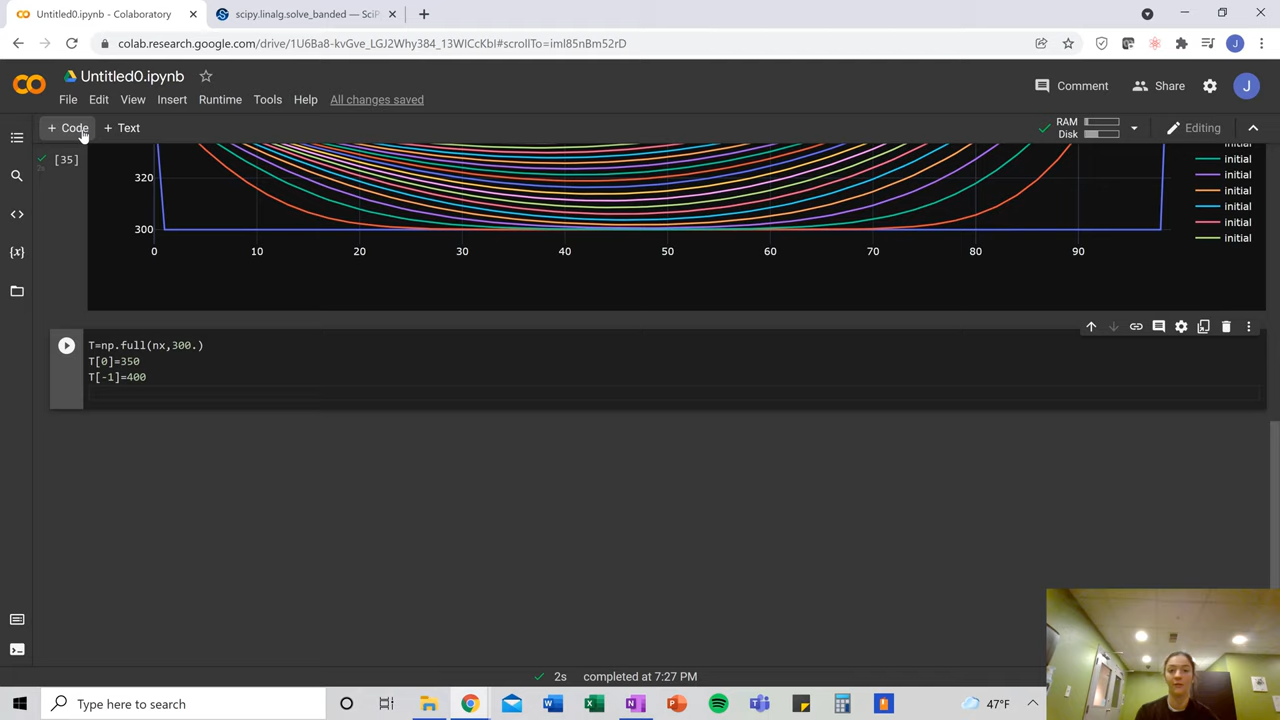 Untitled0.ipynb - Colaboratory
scipy.linalg.solve_banded — SciP
colab.research.google.com/drive/1U6Ba8-kvGve_LGJ2Why384_13WlCcKbI#scrollTo=iml85nBm52rD
Untitled0.ipynb
File Edit View Insert Runtime Tools Help All changes saved
Comment Share J
+ Code + Text
RAM
Disk
Editing
[35]
2s
320
300
0 10 20 30 40 50 60 70 80 90
initial
initial
initial
initial
initial
initial
initial
T=np.full(nx,300.)
T[0]=350
T[-1]=400
2s completed at 7:27 PM
Type here to search
47°F